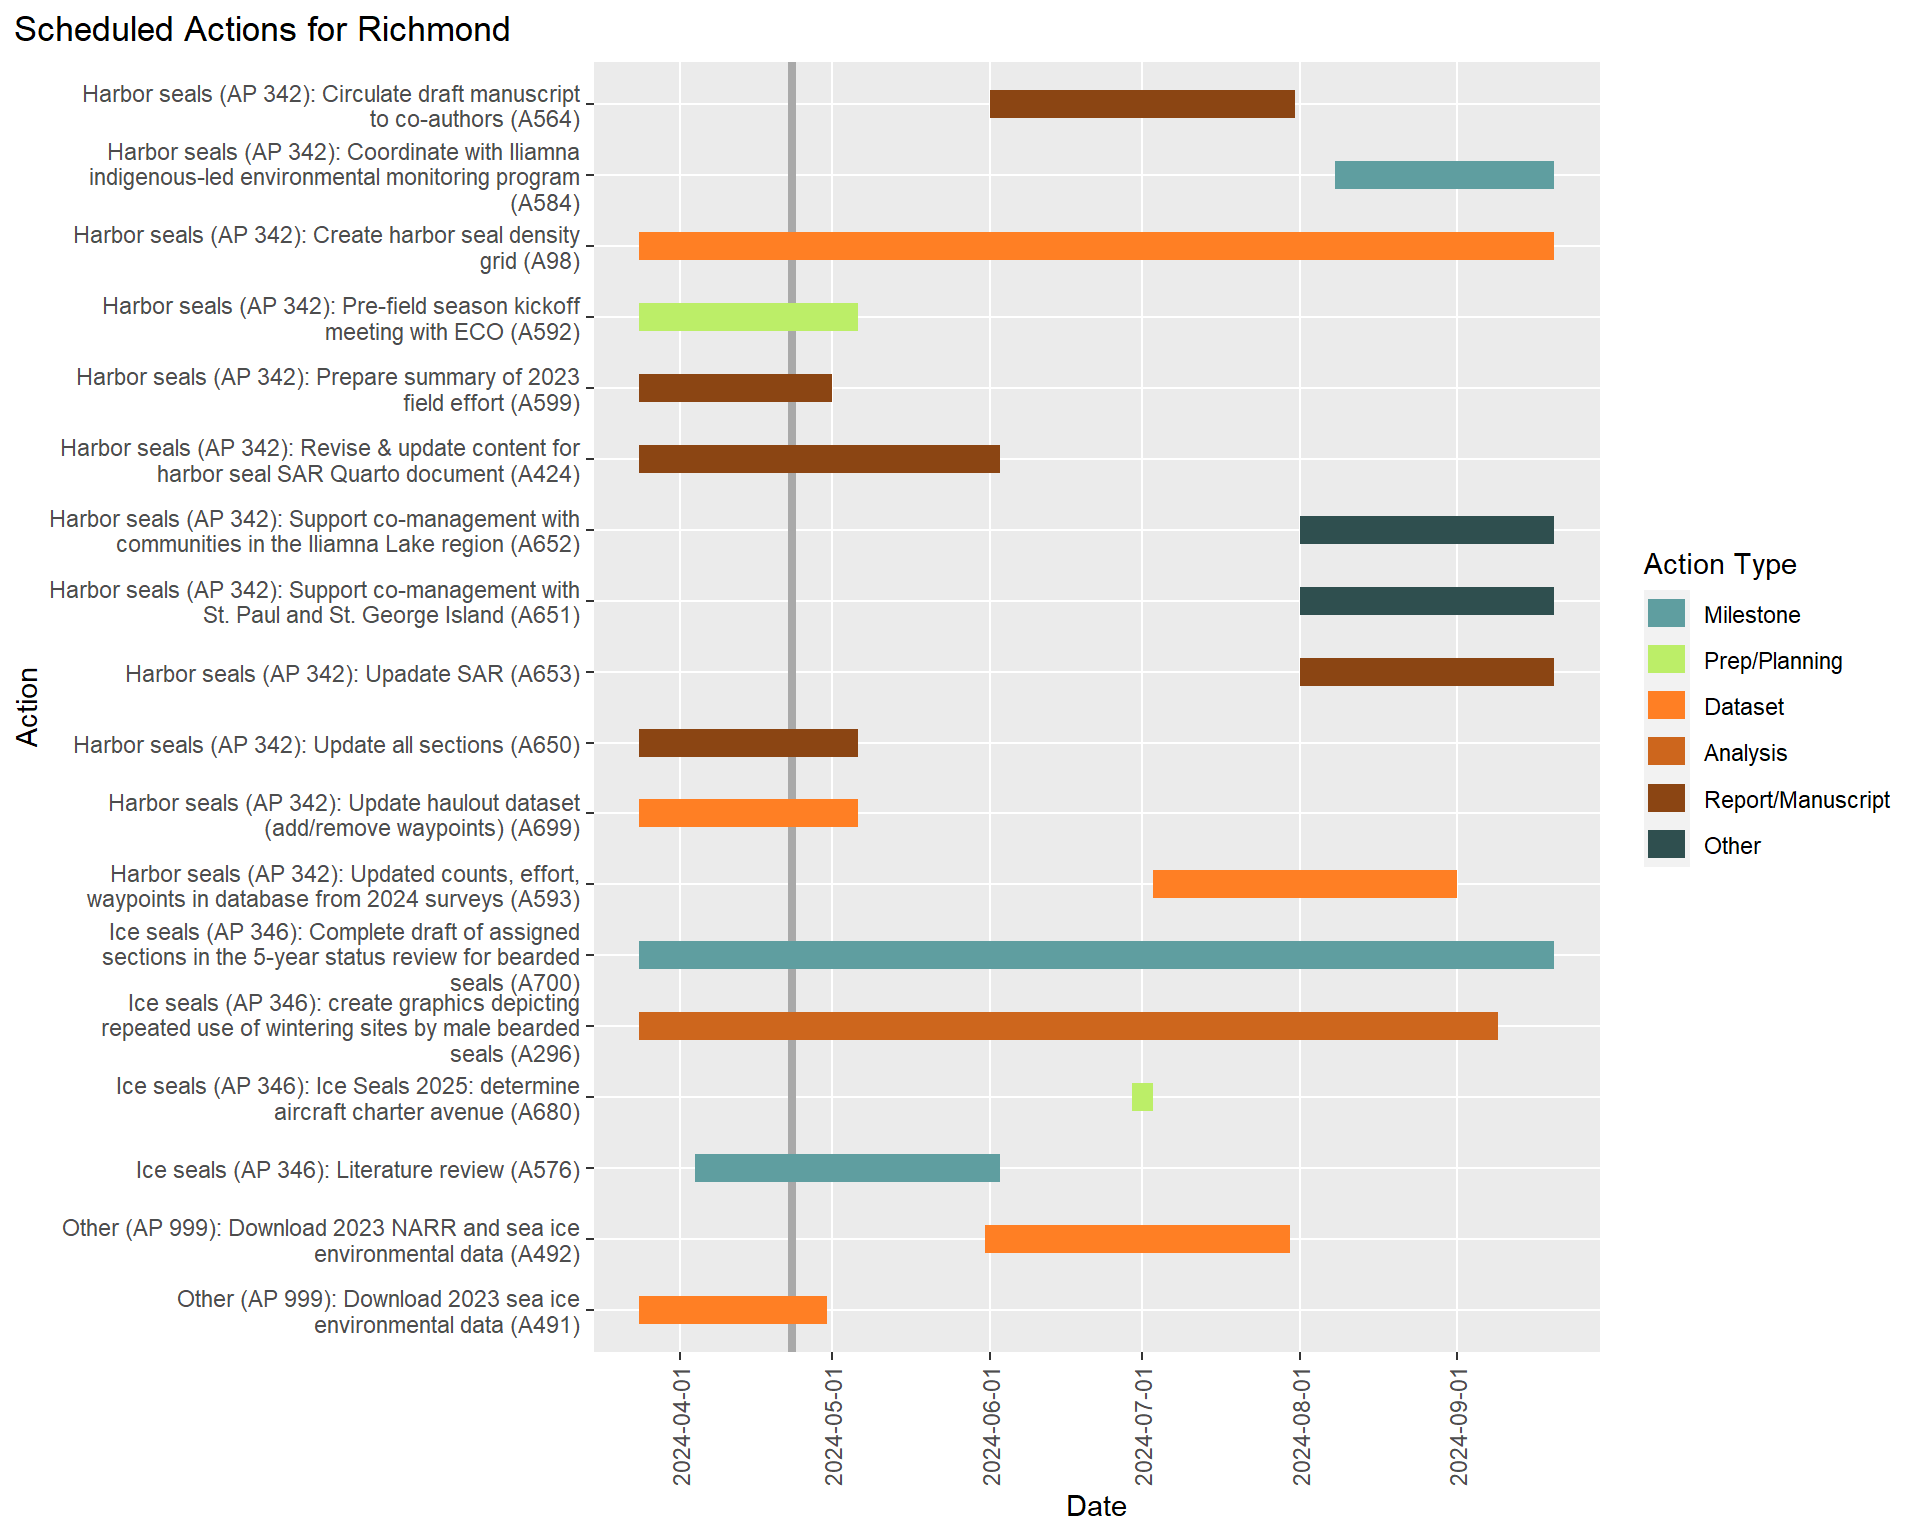 Scheduled Actions for Richmond
Harbor seals (AP 342): Circulate draft manuscript
to co-authors (A564)
Harbor seals (AP 342): Coordinate with Iliamna
indigenous-led environmental monitoring program
(A584)
Harbor seals (AP 342): Create harbor seal density
grid (A98)
Harbor seals (AP 342): Pre-field season kickoff
meeting with ECO (A592)
Harbor seals (AP 342): Prepare summary of 2023
field effort (A599)
Harbor seals (AP 342): Revise & update content for
harbor seal SAR Quarto document (A424)
Harbor seals (AP 342): Support co-management with
communities in the Iliamna Lake region (A652)
Harbor seals (AP 342): Support co-management with
St. Paul and St. George Island (A651)
Harbor seals (AP 342): Upadate SAR (A653)
Harbor seals (AP 342): Update all sections (A650)
Harbor seals (AP 342): Update haulout dataset
(add/remove waypoints) (A699)
Harbor seals (AP 342): Updated counts, effort,
waypoints in database from 2024 surveys (A593)
Ice seals (AP 346): Complete draft of assigned
sections in the 5-year status review for bearded
seals (A700)
Ice seals (AP 346): create graphics depicting
repeated use of wintering sites by male bearded
seals (A296)
Ice seals (AP 346): Ice Seals 2025: determine
aircraft charter avenue (A680)
Ice seals (AP 346): Literature review (A576)
Other (AP 999): Download 2023 NARR and sea ice
environmental data (A492)
Other (AP 999): Download 2023 sea ice
environmental data (A491)
Action
2024-04-01
2024-05-01
2024-06-01
2024-07-01
2024-08-01
2024-09-01
Date
Action Type
Milestone
Prep/Planning
Dataset
Analysis
Report/Manuscript
Other